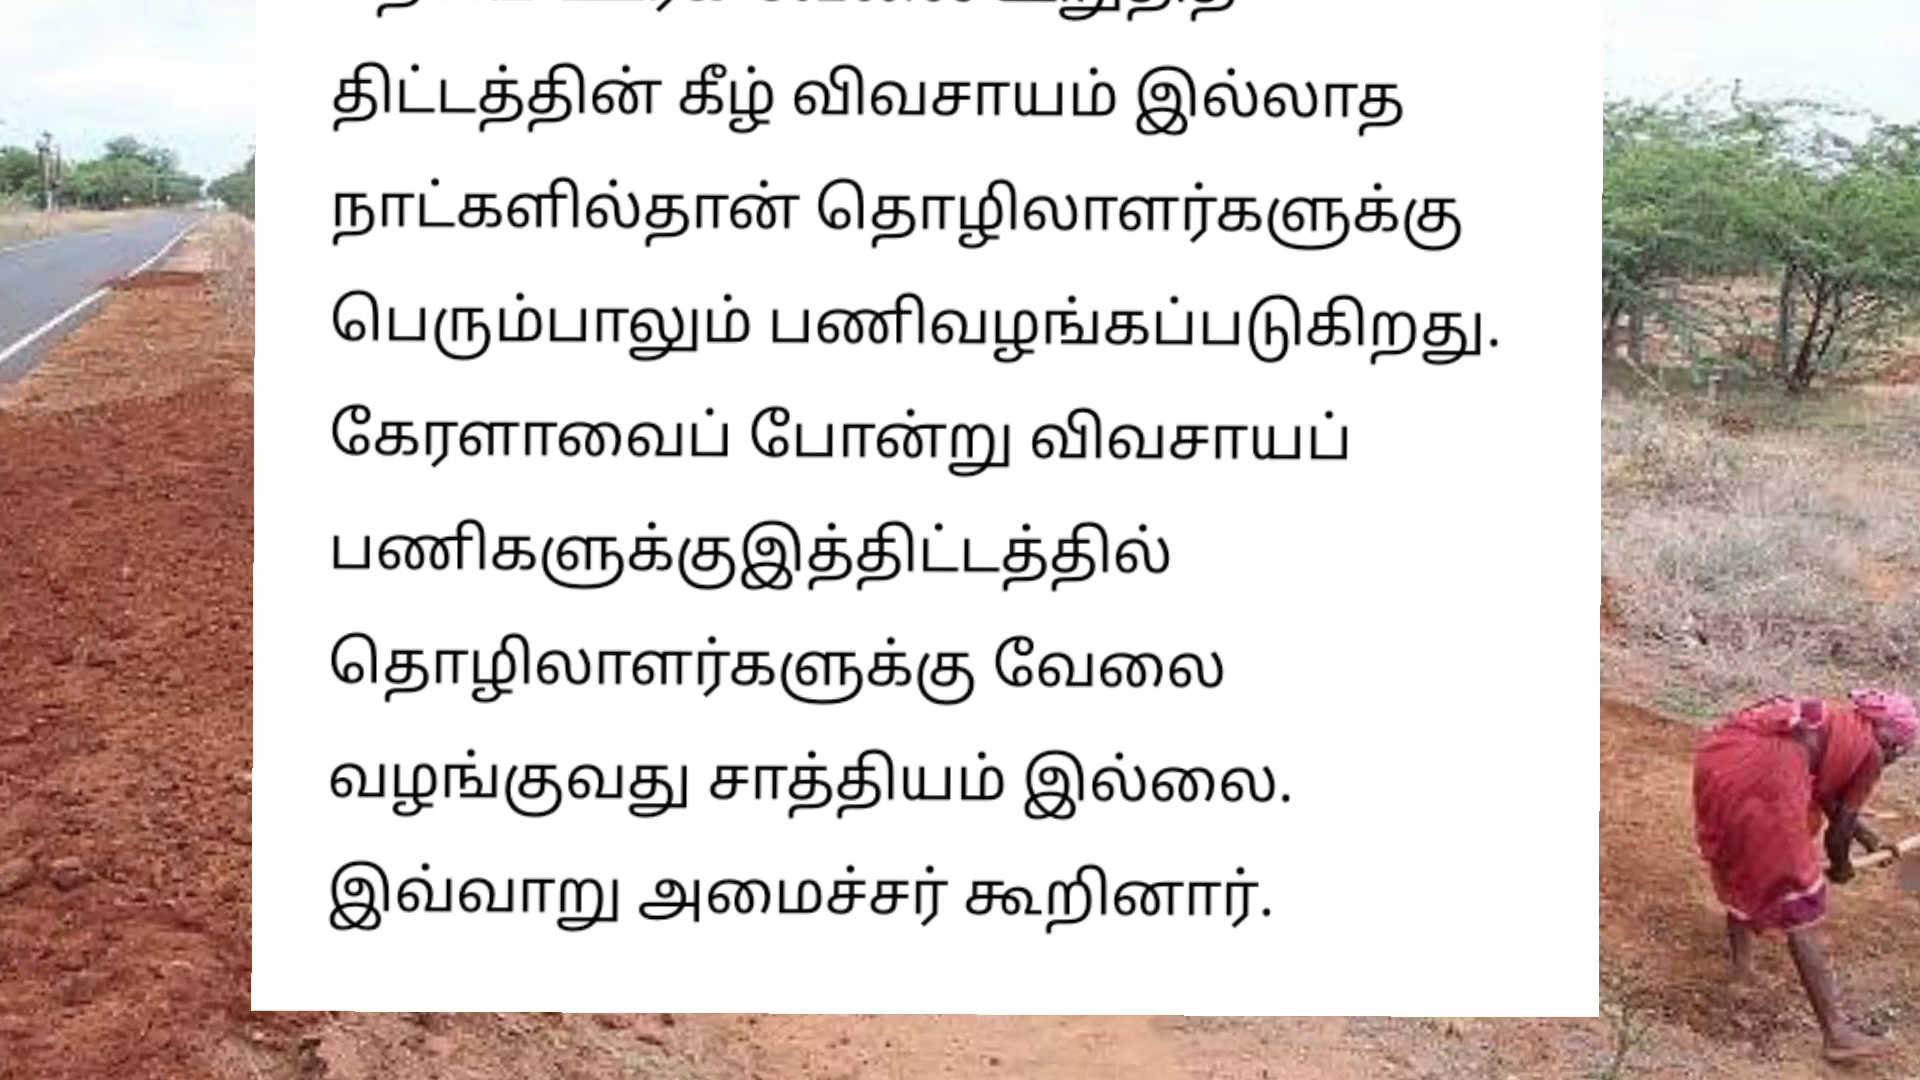 திட்டத்தின் கீழ் விவசாயம் இல்லாத
நாட்களில்தான் தொழிலாளர்களுக்கு
பெரும்பாலும் பணிவழங்கப்படுகிறது.
கேரளாவைப் போன்று விவசாயப்
பணிகளுக்குஇத்திட்டத்தில்
தொழிலாளர்களுக்கு வேலை
வழங்குவது சாத்தியம் இல்லை.
இவ்வாறு அமைச்சர் கூறினார்.